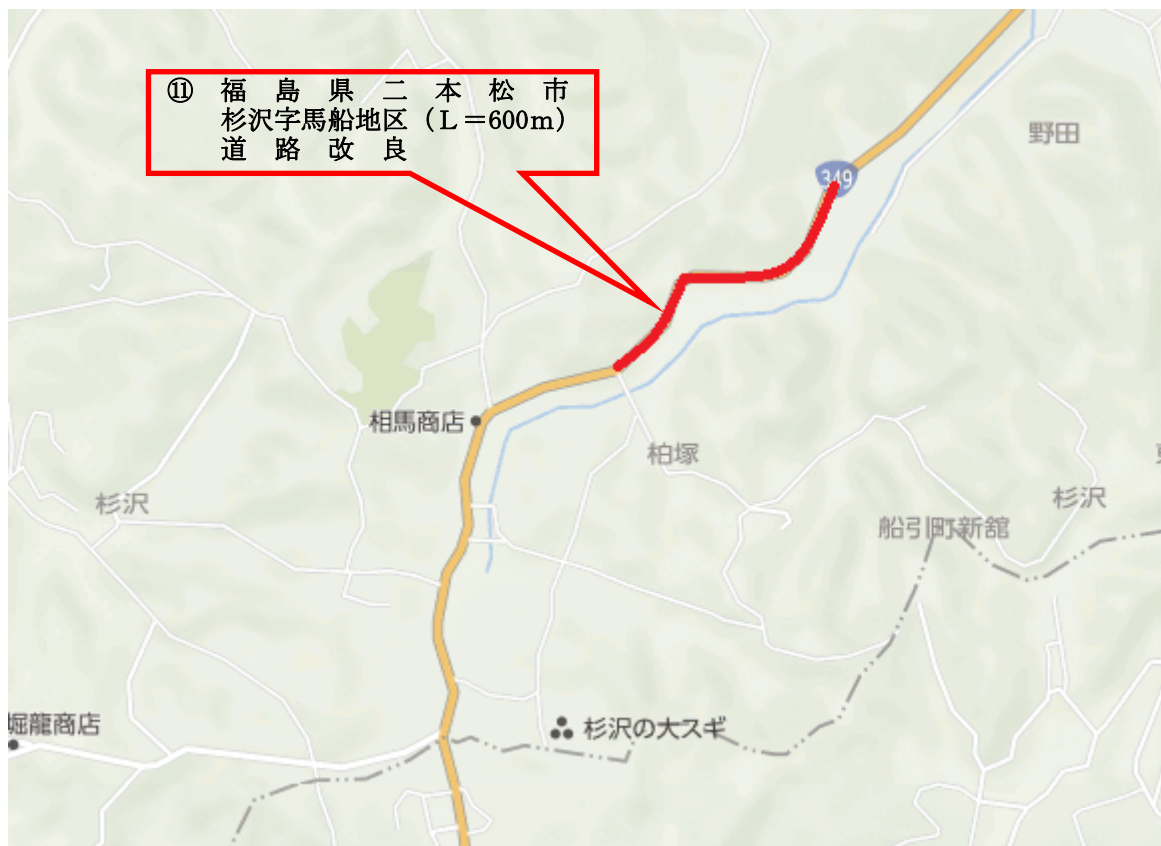 ⑪ 福島県二本松市
杉沢字馬船地区（L＝600m）
道路改良
野田
349
相馬商店
柏塚
杉沢
杉沢
船引町新舘
堀龍商店
杉沢の大スギ